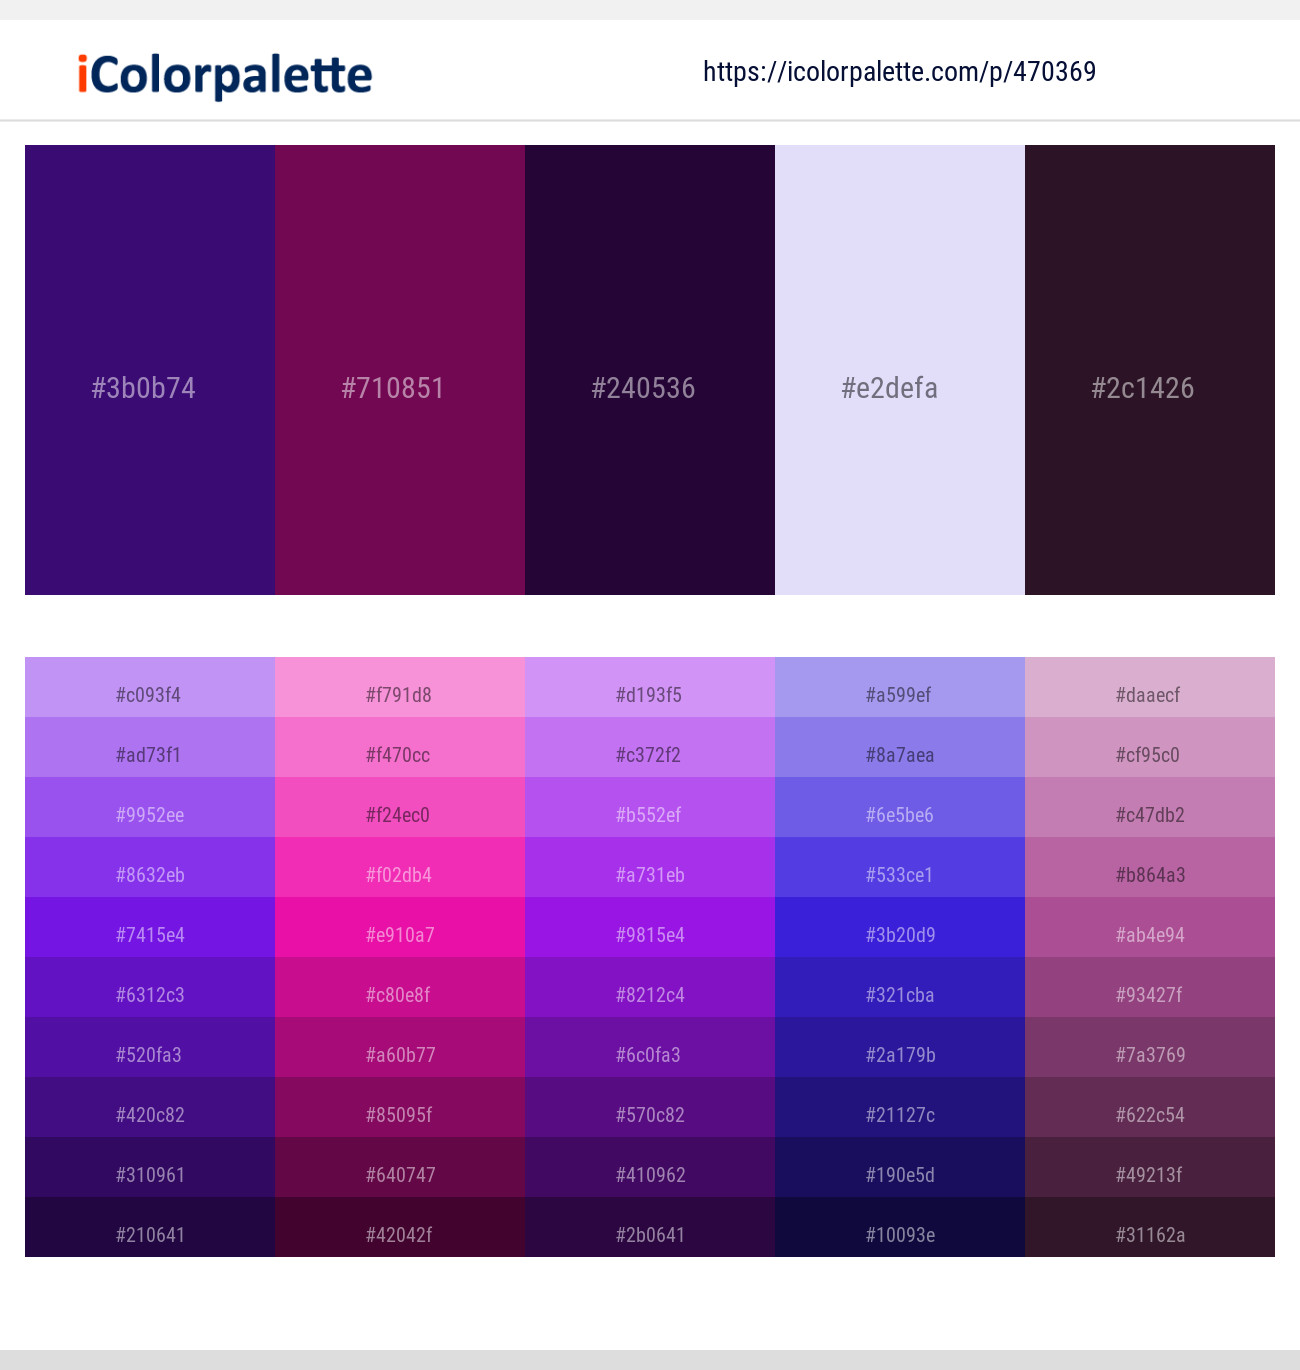 iColorpalette https://icolorpalette.com/p/470369
#3b0b74 #710851 #240536 #e2defa #2c1426
#c093f4 #f791d8 #d193f5 #a599ef #daaecf
#ad73f1 #f470cc #c372f2 #8a7aea #cf95c0
#9952ee #f24ec0 #b552ef #6e5be6 #c47db2
#8632eb #f02db4 #a731eb #533ce1 #b864a3
#7415e4 #e910a7 #9815e4 #3b20d9 #ab4e94
#6312c3 #c80e8f #8212c4 #321cba #93427f
#520fa3 #a60b77 #6c0fa3 #2a179b #7a3769
#420c82 #85095f #570c82 #21127c #622c54
#310961 #640747 #410962 #190e5d #49213f
#210641 #42042f #2b0641 #10093e #31162a